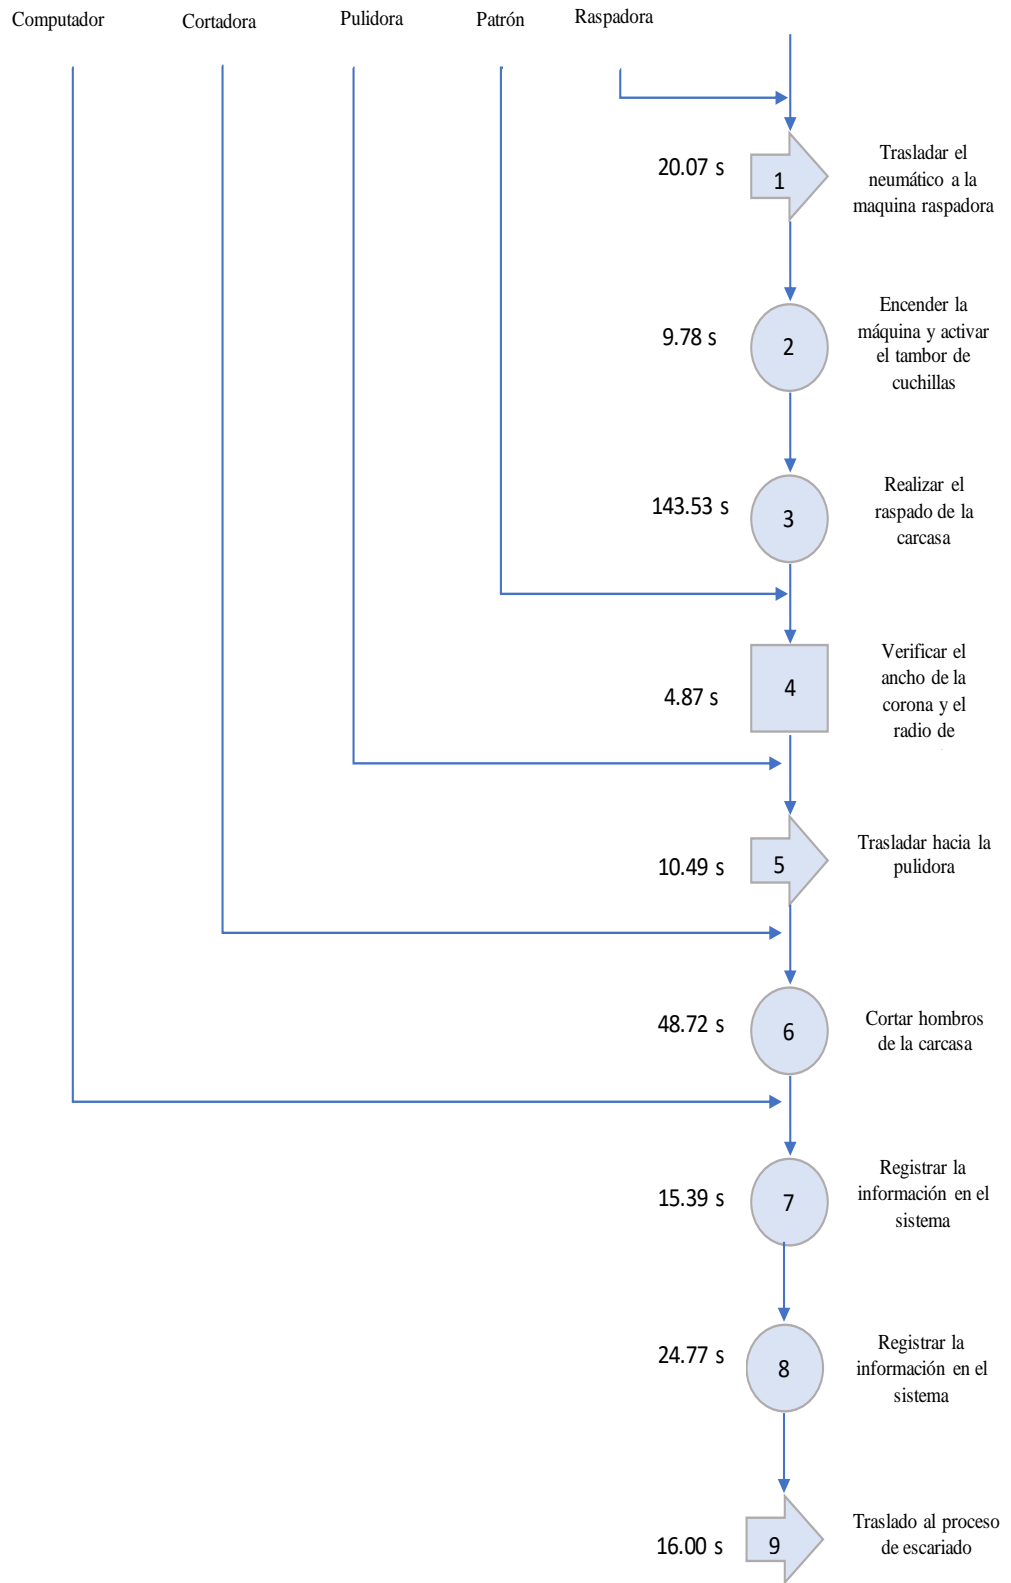 Computador
Cortadora
Pulidora
Patrón
Raspadora
20.07 s
1
Trasladar el
neumático a la
maquina raspadora
9.78 s
2
Encender la
máquina y activar
el tambor de
cuchillas
143.53 s
3
Realizar el
raspado de la
carcasa
4.87 s
4
Verificar el
ancho de la
corona y el
radio de
10.49 s
5
Trasladar hacia la
pulidora
48.72 s
6
Cortar hombros
de la carcasa
15.39 s
7
Registrar la
información en el
sistema
24.77 s
8
Registrar la
información en el
sistema
16.00 s
9
Traslado al proceso
de escariado